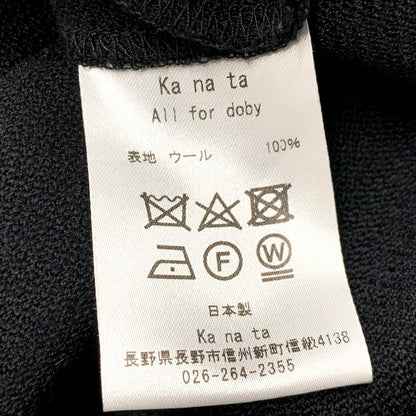 Ka na ta
All for doby
表地 ウール 100%
F W
日本製
Ka na ta
長野県長野市信州新町信級4138
026-264-2355